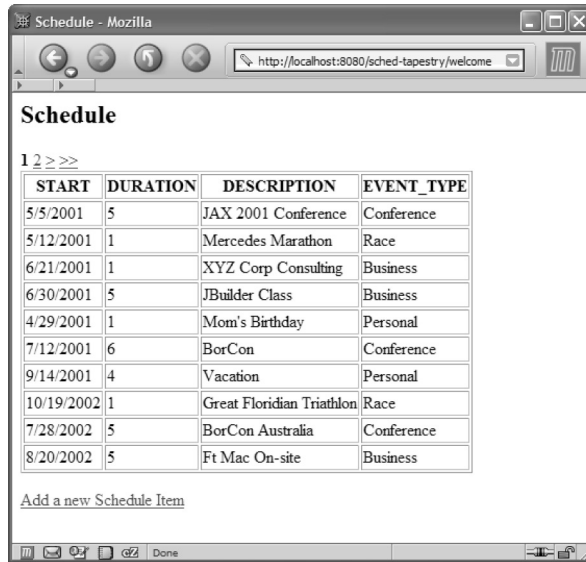 Schedule - Mozilla
http://localhost:8080/sched-tapestry/welcome
Schedule
1 2 > >>
START DURATION DESCRIPTION EVENT_TYPE
5/5/2001 5 JAX 2001 Conference Conference
5/12/2001 1 Mercedes Marathon Race
6/21/2001 1 XYZ Corp Consulting Business
6/30/2001 5 JBuilder Class Business
4/29/2001 1 Mom's Birthday Personal
7/12/2001 6 BorCon Conference
9/14/2001 4 Vacation Personal
10/19/2002 1 Great Floridian Triathlon Race
7/28/2002 5 BorCon Australia Conference
8/20/2002 5 Ft Mac On-site Business
Add a new Schedule Item
Done